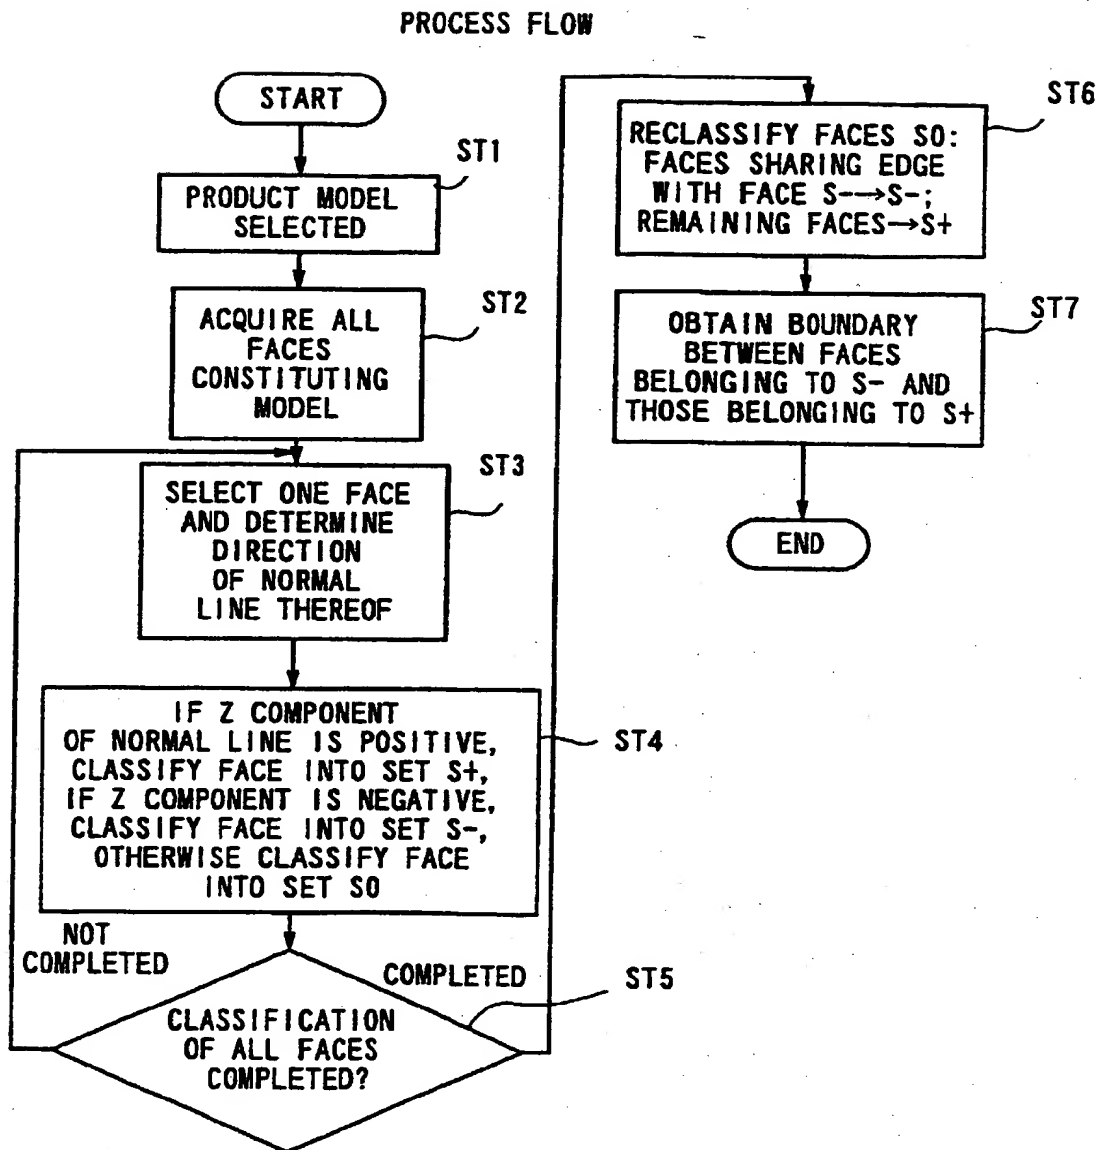 PROCESS FLOW
START
ST1
PRODUCT MODEL
SELECTED
ST2
ACQUIRE ALL
FACES
CONSTITUTING
MODEL
ST3
SELECT ONE FACE
AND DETERMINE
DIRECTION
OF NORMAL
LINE THEREOF
IF Z COMPONENT
OF NORMAL LINE IS POSITIVE,
CLASSIFY FACE INTO SET S+,
IF Z COMPONENT IS NEGATIVE,
CLASSIFY FACE INTO SET S-,
OTHERWISE CLASSIFY FACE
INTO SET S0
ST4
NOT
COMPLETED
COMPLETED
ST5
CLASSIFICATION
OF ALL FACES
COMPLETED?
ST6
RECLASSIFY FACES S0:
FACES SHARING EDGE
WITH FACE S-→S-;
REMAINING FACES→S+
ST7
OBTAIN BOUNDARY
BETWEEN FACES
BELONGING TO S- AND
THOSE BELONGING TO S+
END